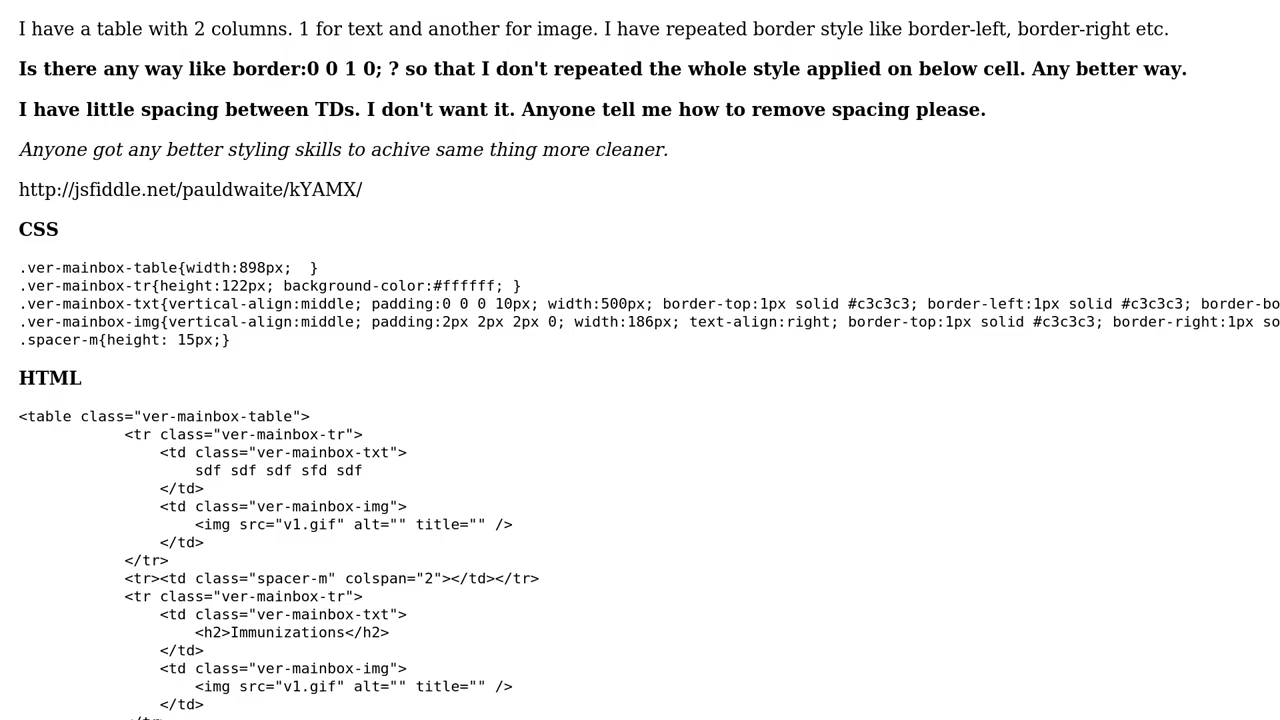 I have a table with 2 columns. 1 for text and another for image. I have repeated border style like border-left, border-right etc.
Is there any way like border:0 0 1 0; ? so that I don't repeated the whole style applied on below cell. Any better way.
I have little spacing between TDs. I don't want it. Anyone tell me how to remove spacing please.
Anyone got any better styling skills to achive same thing more cleaner.
http://jsfiddle.net/pauldwaite/kYAMX/
CSS
.ver-mainbox-table{width:898px;  }
.ver-mainbox-tr{height:122px; background-color:#ffffff; }
.ver-mainbox-txt{vertical-align:middle; padding:0 0 0 10px; width:500px; border-top:1px solid #c3c3c3; border-left:1px solid #c3c3c3; border-bo
.ver-mainbox-img{vertical-align:middle; padding:2px 2px 2px 0; width:186px; text-align:right; border-top:1px solid #c3c3c3; border-right:1px so
.spacer-m{height: 15px;}
HTML
<table class="ver-mainbox-table">
            <tr class="ver-mainbox-tr">
                <td class="ver-mainbox-txt">
                    sdf sdf sdf sfd sdf
                </td>
                <td class="ver-mainbox-img">
                    <img src="v1.gif" alt="" title="" />
                </td>
            </tr>
            <tr><td class="spacer-m" colspan="2"></td></tr>
            <tr class="ver-mainbox-tr">
                <td class="ver-mainbox-txt">
                    <h2>Immunizations</h2>
                </td>
                <td class="ver-mainbox-img">
                    <img src="v1.gif" alt="" title="" />
                </td>